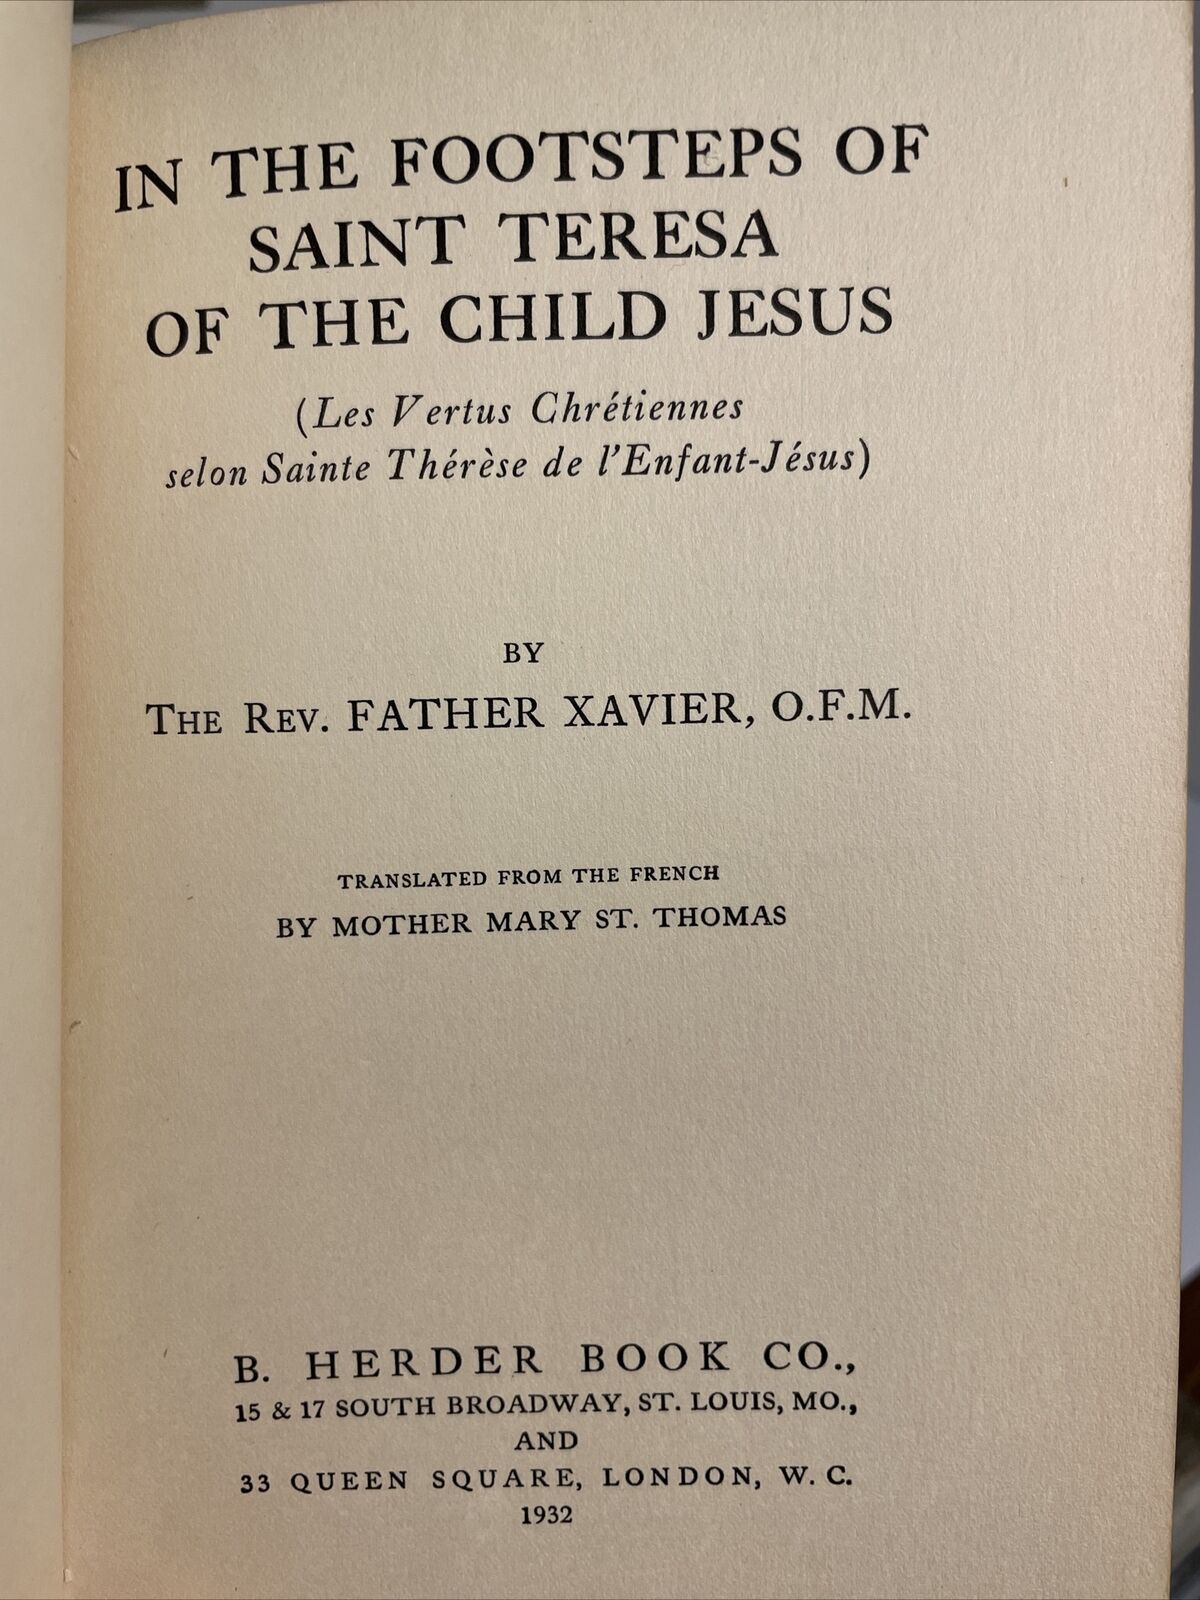 IN THE FOOTSTEPS OF
SAINT TERESA
OF THE CHILD JESUS
(Les Vertus Chrétiennes
selon Sainte Thérèse de l'Enfant-Jésus)
BY
THE REV. FATHER XAVIER, O.F.M.
TRANSLATED FROM THE FRENCH
BY MOTHER MARY ST. THOMAS
B. HERDER BOOK CO.,
15 & 17 SOUTH BROADWAY, ST. LOUIS, MO.,
AND
33 QUEEN SQUARE, LONDON, W. C.
1932